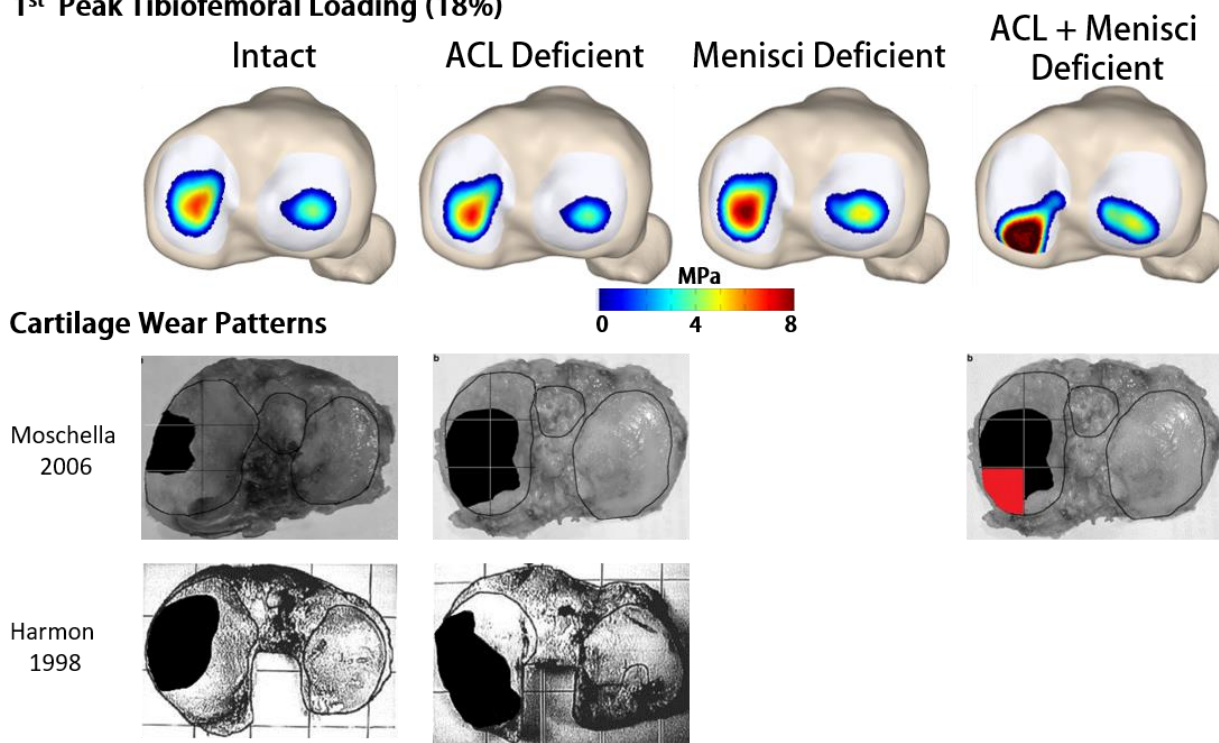 1st Peak Tibiofemoral Loading (18%)
Intact
ACL Deficient
Menisci Deficient
ACL + Menisci
Deficient
MPa
0 4 8
Cartilage Wear Patterns
b
b
Moschella
2006
Harmon
1998